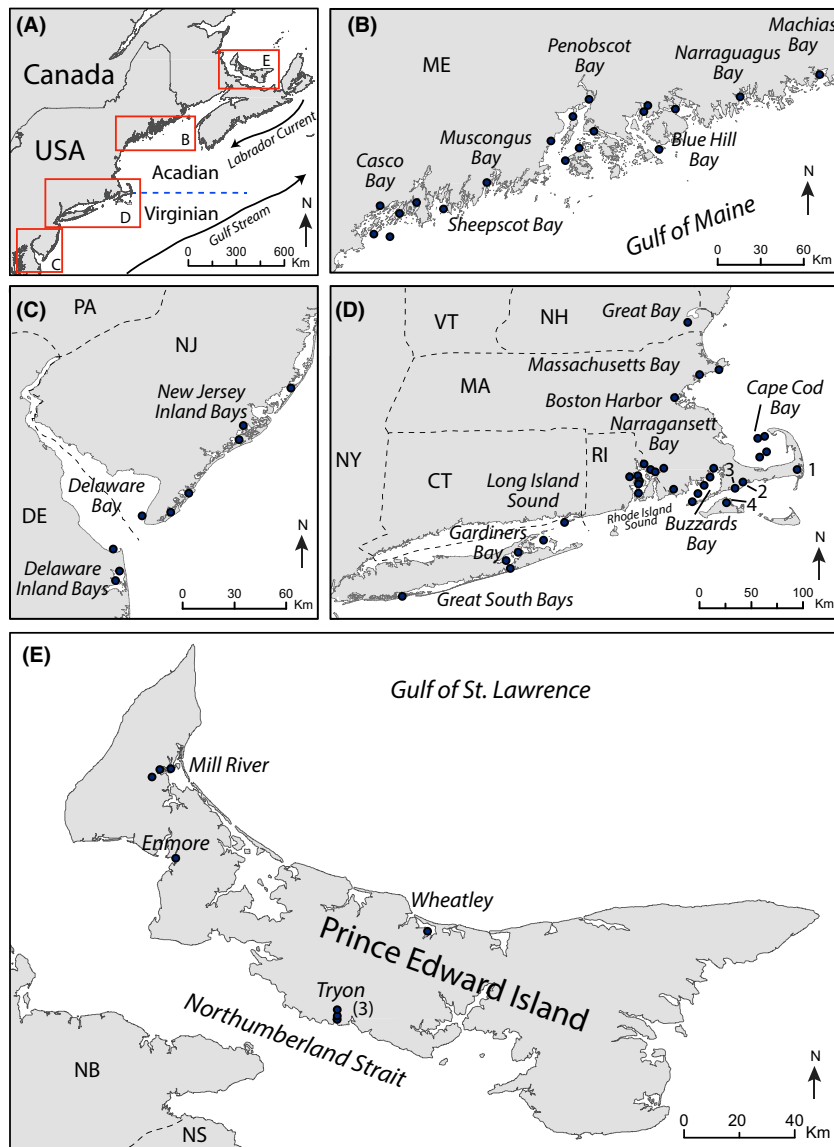 (A)
Canada
E
B
Labrador Current
USA
Acadian
D
Virginian
Gulf Stream
N
C
0 300 600
Km
(B)
ME
Penobscot
Bay
Machias
Bay
Narraguagus
Bay
Muscongus
Bay
Blue Hill
Bay
Casco
Bay
Sheepscot Bay
Gulf of Maine
N
0 30 60
Km
(C)
PA
NJ
New Jersey
Inland Bays
Delaware
Bay
DE
Delaware
Inland Bays
N
0 30 60
Km
(D)
VT
NH
Great Bay
Massachusetts Bay
MA
Boston Harbor
Cape Cod
Bay
Narragansett
Bay
NY
CT
RI
Long Island
Sound
3
1
2
4
Rhode Island
Sound
Buzzards
Bay
Gardiners
Bay
Great South Bays
N
0 25 50 100
Km
(E)
Gulf of St. Lawrence
Mill River
Enmore
Wheatley
Prince Edward Island
Tryon
(3)
Northumberland Strait
NB
NS
N
0 20 40
Km